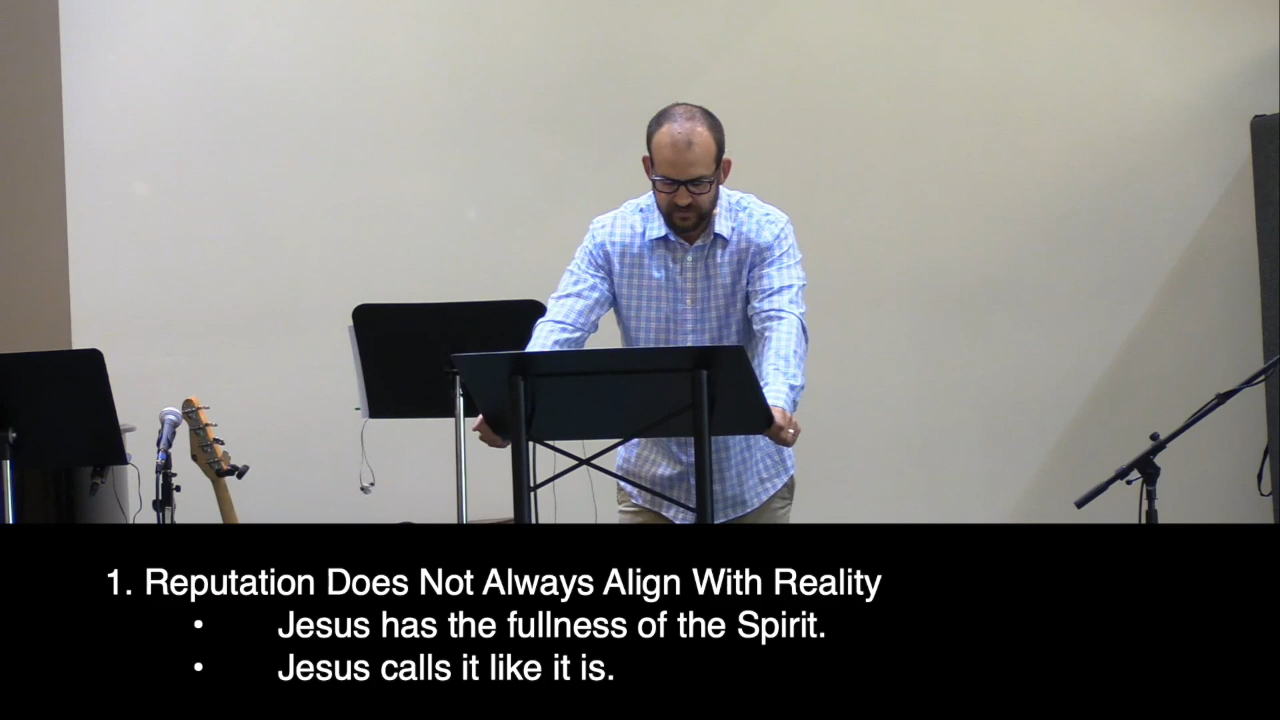 1. Reputation Does Not Always Align With Reality
• Jesus has the fullness of the Spirit.
• Jesus calls it like it is.